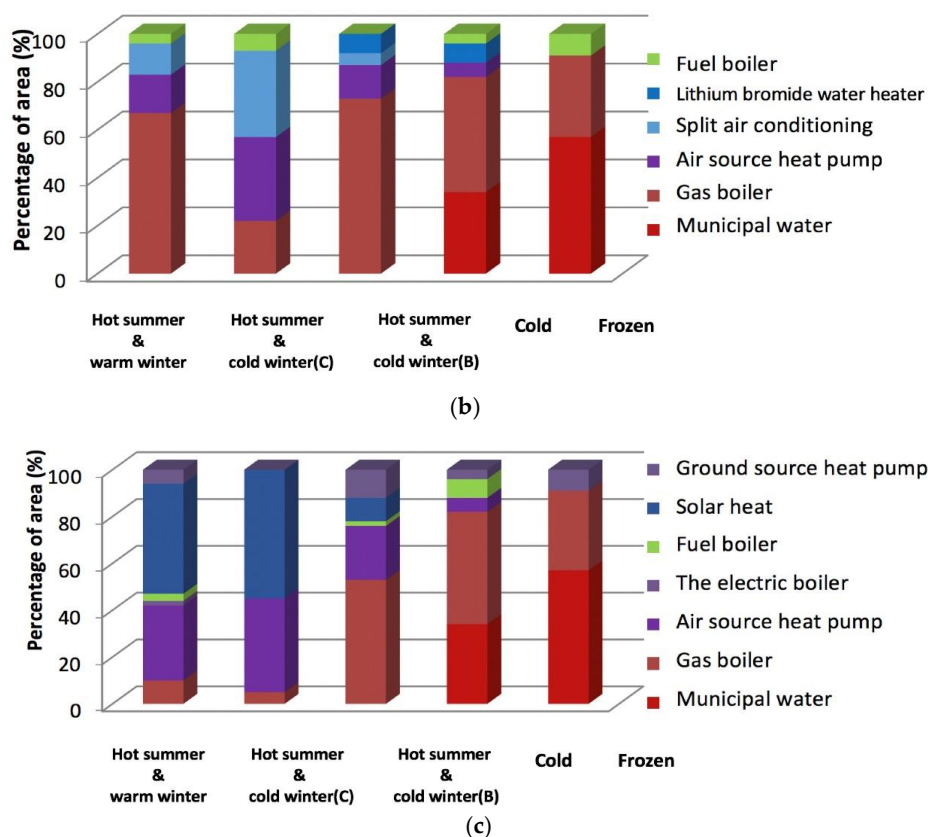 Percentage of area (%)
100
80
60
40
20
0
Fuel boiler
Lithium bromide water heater
Split air conditioning
Air source heat pump
Gas boiler
Municipal water
Hot summer
&
warm winter
Hot summer
&
cold winter(C)
Hot summer
&
cold winter(B)
Cold
Frozen
(b)
Percentage of area (%)
100
80
60
40
20
0
Ground source heat pump
Solar heat
Fuel boiler
The electric boiler
Air source heat pump
Gas boiler
Municipal water
Hot summer
&
warm winter
Hot summer
&
cold winter(C)
Hot summer
&
cold winter(B)
Cold
Frozen
(c)